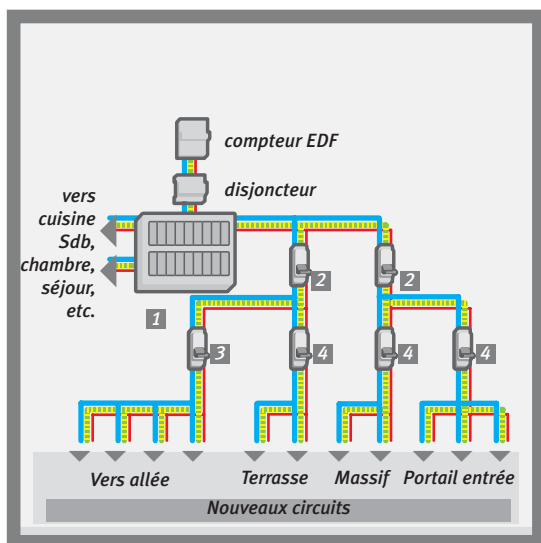 compteur EDF
disjoncteur
vers
cuisine
Sdb,
chambre,
séjour,
etc.
1
2
2
3
4
4
4
Vers allée
Terrasse
Massif
Portail entrée
Nouveaux circuits